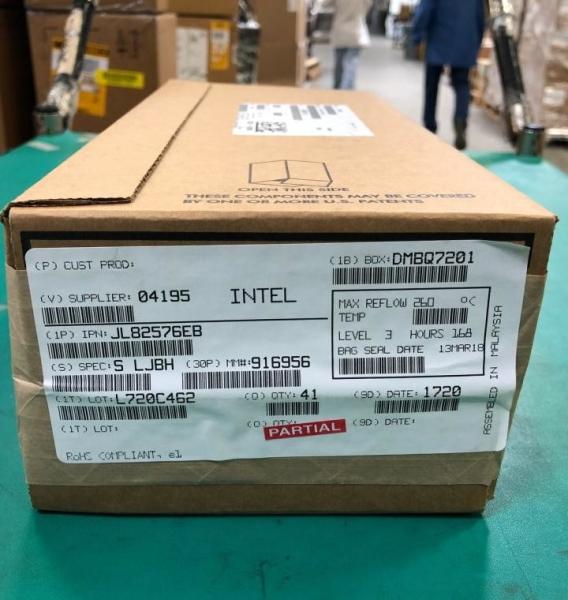 OPEN THIS SIDE
THESE COMPONENTS MAY BE COVERED
BY ONE OR MORE U.S. PATENTS
(P) CUST PROD:
(1B) BOX: DMBQ7201
(V) SUPPLIER: 04195
INTEL
MAX REFLOW 260 °C
TEMP
LEVEL 3 HOURS 168
BAG SEAL DATE 13MAR18
(1P) IPN: JL82576EB
(S) SPEC: S LJBH
(30P) MM#: 916956
(1T) LOT: L720C462
(Q) QTY: 41
(9D) DATE: 1720
(1T) LOT:
(Q) QTY:
PARTIAL
(9D) DATE:
RoHS COMPLIANT, e1
ASSEMBLED IN MALAYSIA